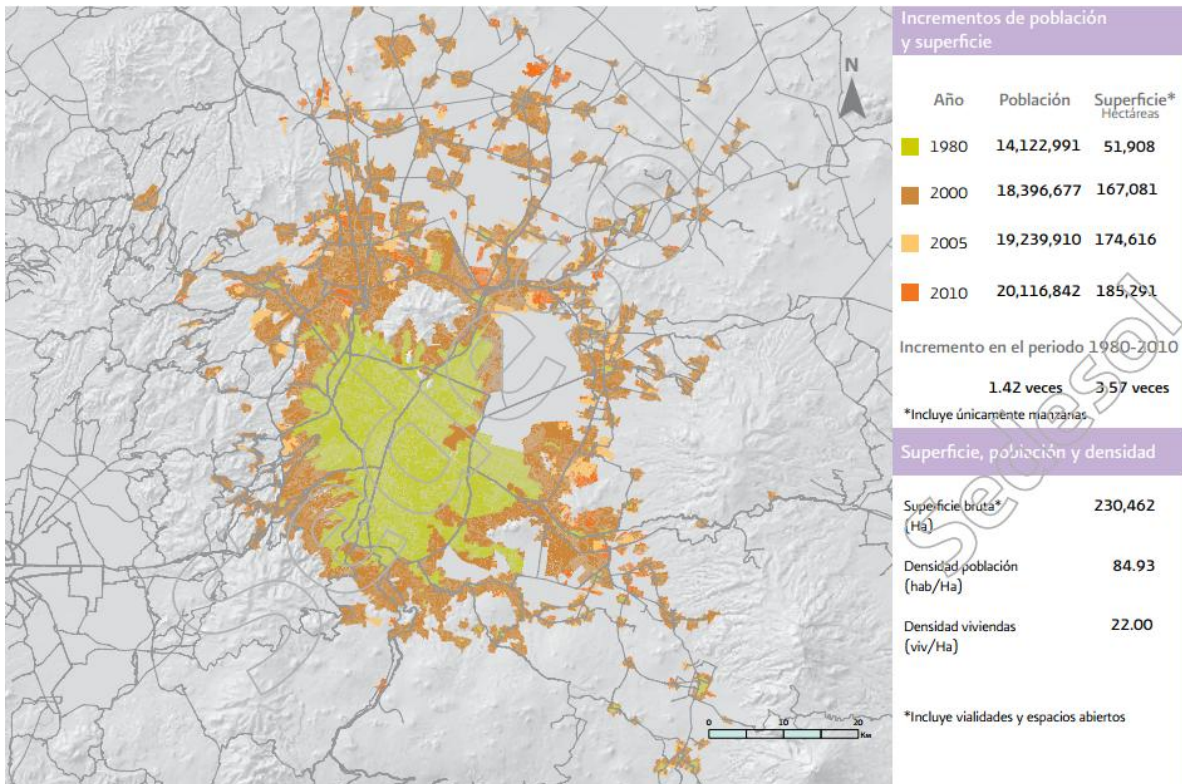 Incrementos de población
y superficie
N
Año Población Superficie*
Hectáreas
1980 14,122,991 51,908
2000 18,396,677 167,081
2005 19,239,910 174,616
2010 20,116,842 185,291
Incremento en el periodo 1980-2010
1.42 veces 3.57 veces
*Incluye únicamente manzanas
Superficie, población y densidad
Superficie bruta* 230,462
(Ha)
Densidad población 84.93
(hab/Ha)
Densidad viviendas 22.00
(viv/Ha)
*Incluye vialidades y espacios abiertos
0 10 20
Km
Sedesol